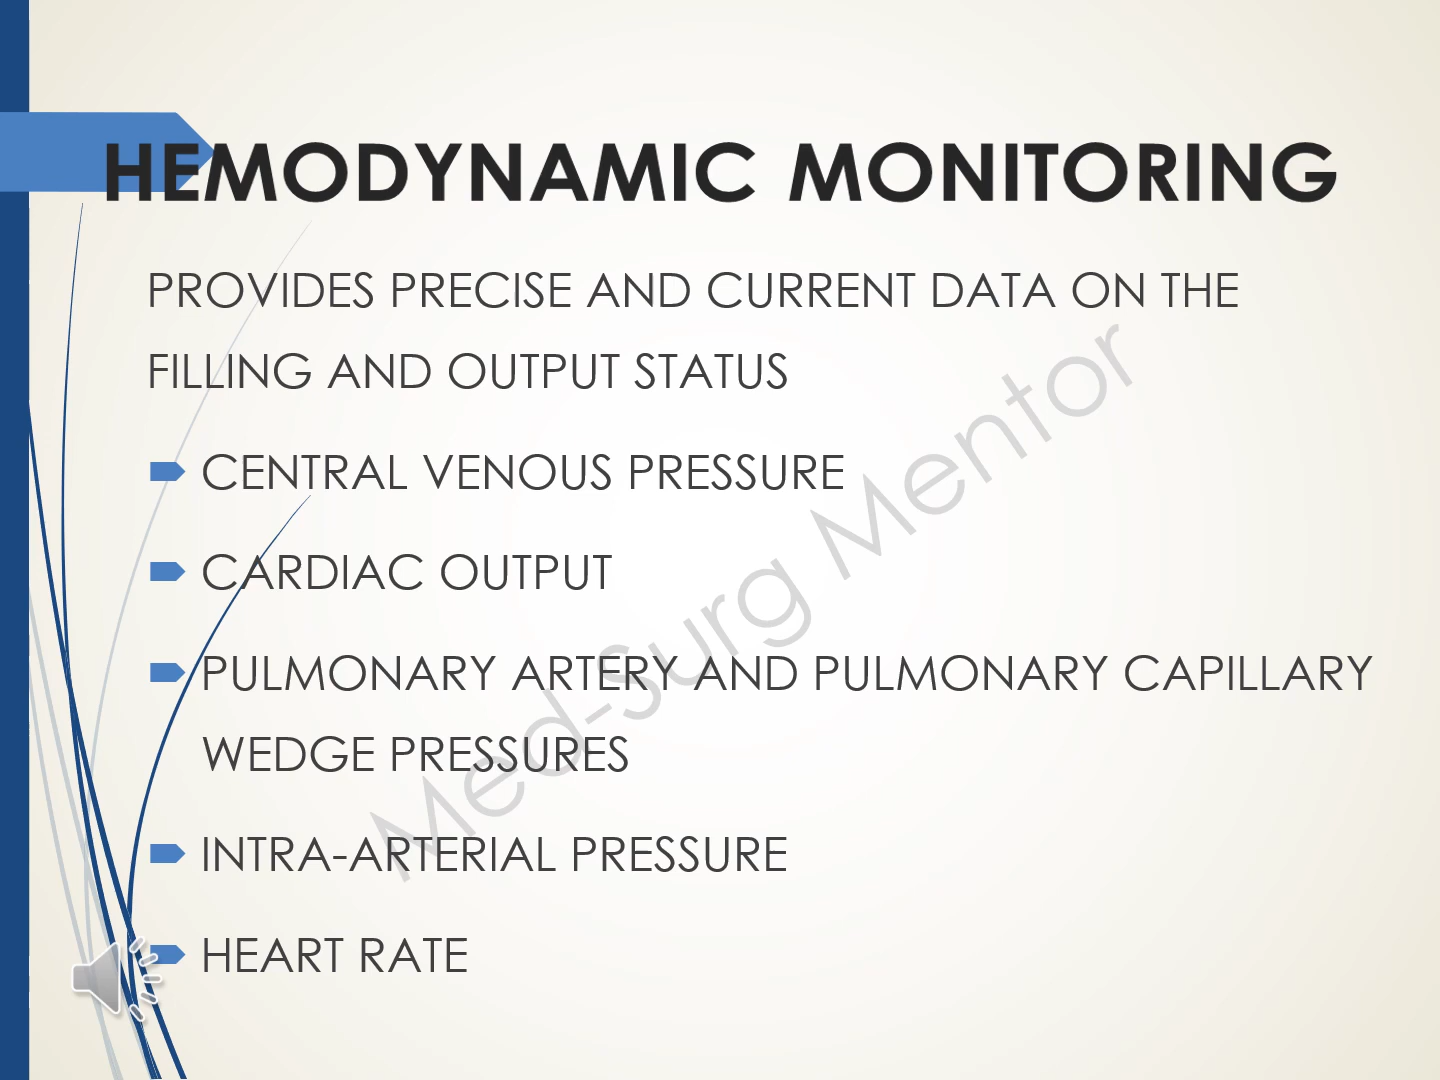 HEMODYNAMIC MONITORING
PROVIDES PRECISE AND CURRENT DATA ON THE
FILLING AND OUTPUT STATUS
CENTRAL VENOUS PRESSURE
CARDIAC OUTPUT
PULMONARY ARTERY AND PULMONARY CAPILLARY
WEDGE PRESSURES
INTRA-ARTERIAL PRESSURE
HEART RATE
Med-Surg Mentor